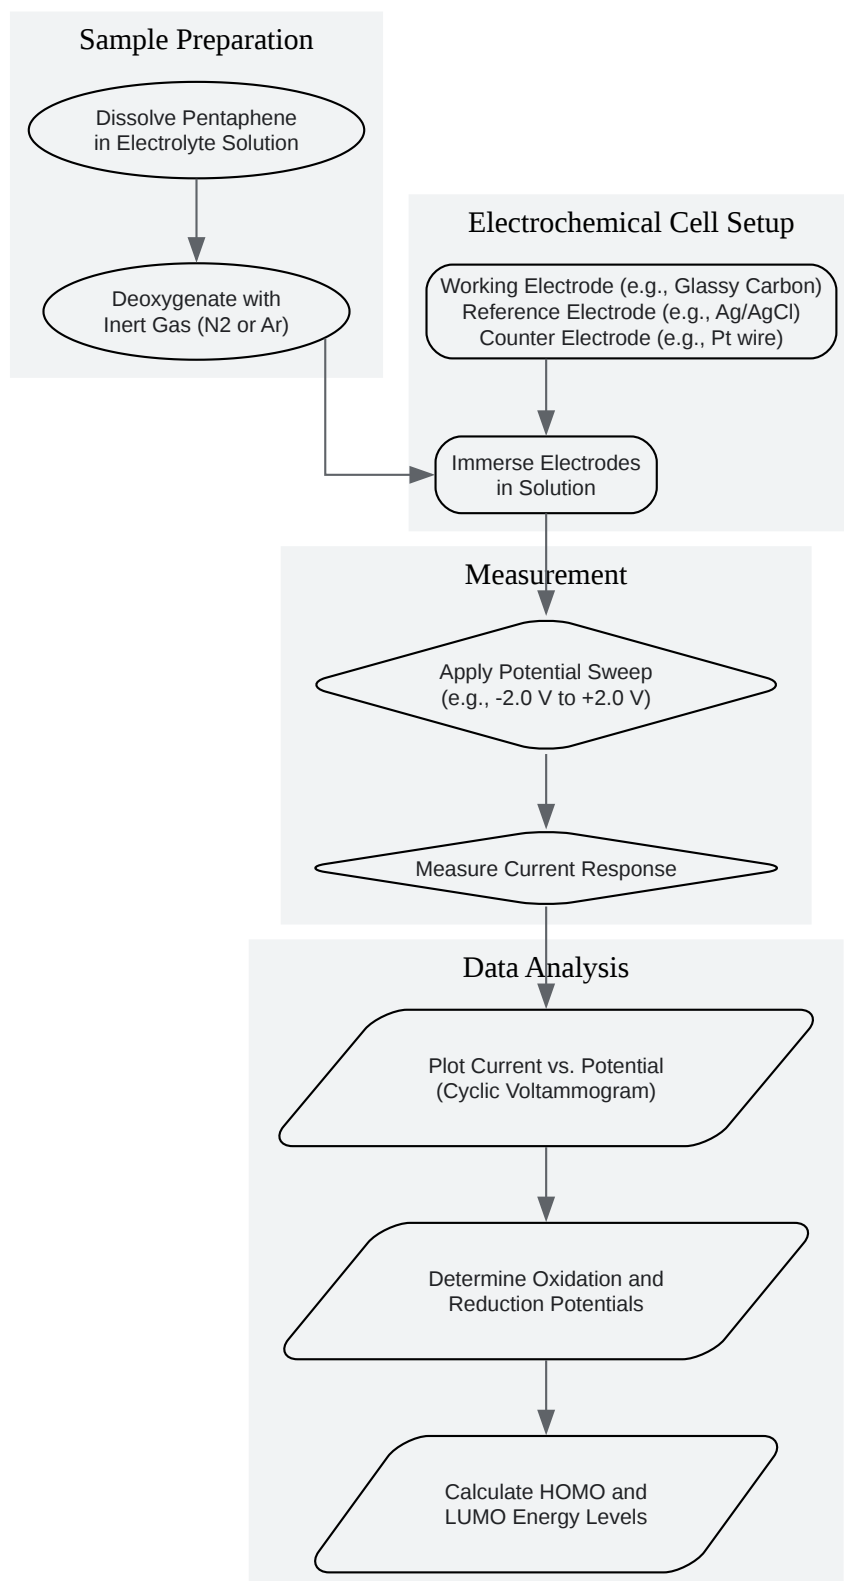 Sample Preparation
Dissolve Pentaphene
in Electrolyte Solution
Deoxygenate with
Inert Gas (N2 or Ar)
Electrochemical Cell Setup
Working Electrode (e.g., Glassy Carbon)
Reference Electrode (e.g., Ag/AgCl)
Counter Electrode (e.g., Pt wire)
Immerse Electrodes
in Solution
Measurement
Apply Potential Sweep
(e.g., -2.0 V to +2.0 V)
Measure Current Response
Data Analysis
Plot Current vs. Potential
(Cyclic Voltammogram)
Determine Oxidation and
Reduction Potentials
Calculate HOMO and
LUMO Energy Levels